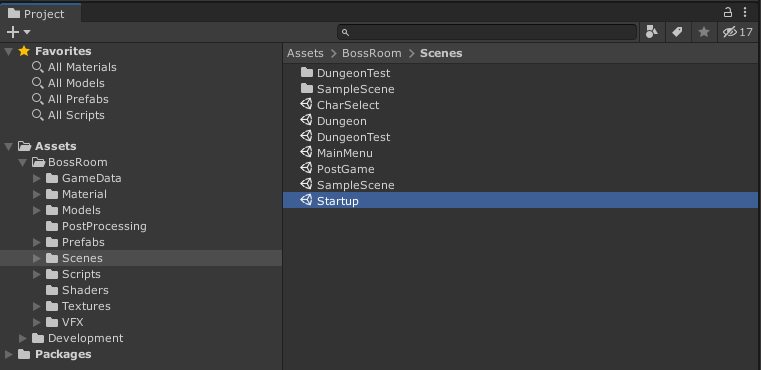 Project
17
Favorites
All Materials
All Models
All Prefabs
All Scripts
Assets
BossRoom
GameData
Material
Models
PostProcessing
Prefabs
Scenes
Scripts
Shaders
Textures
VFX
Development
Packages
Assets > BossRoom > Scenes
DungeonTest
SampleScene
CharSelect
Dungeon
DungeonTest
MainMenu
PostGame
SampleScene
Startup